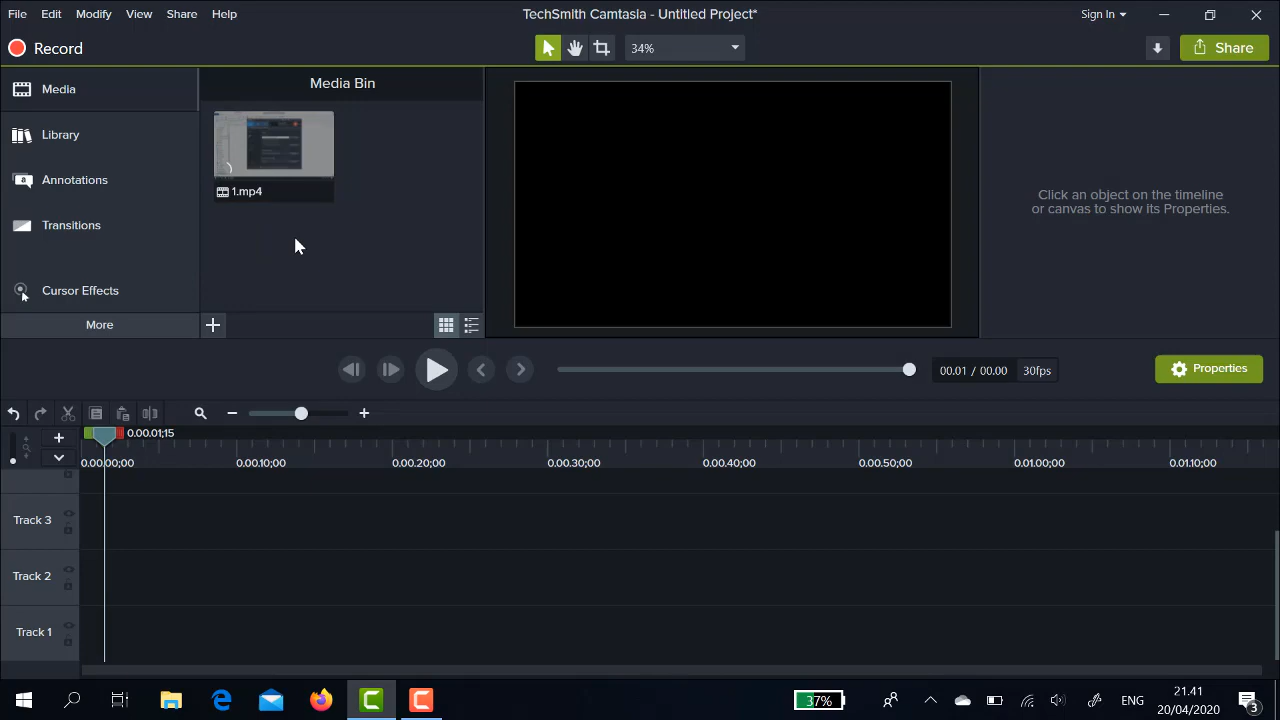 File Edit Modify View Share Help
TechSmith Camtasia - Untitled Project*
Sign In
Record
34%
Share
Media
Media Bin
Library
1.mp4
Annotations
Click an object on the timeline
or canvas to show its Properties.
Transitions
Cursor Effects
More
00.01 / 00.00
30fps
Properties
0.00.01;15
0.00.00;00 0.00.10;00 0.00.20;00 0.00.30;00 0.00.40;00 0.00.50;00 0.01.00;00 0.01.10;00
Track 3
Track 2
Track 1
37%
ENG
21.41
20/04/2020
3